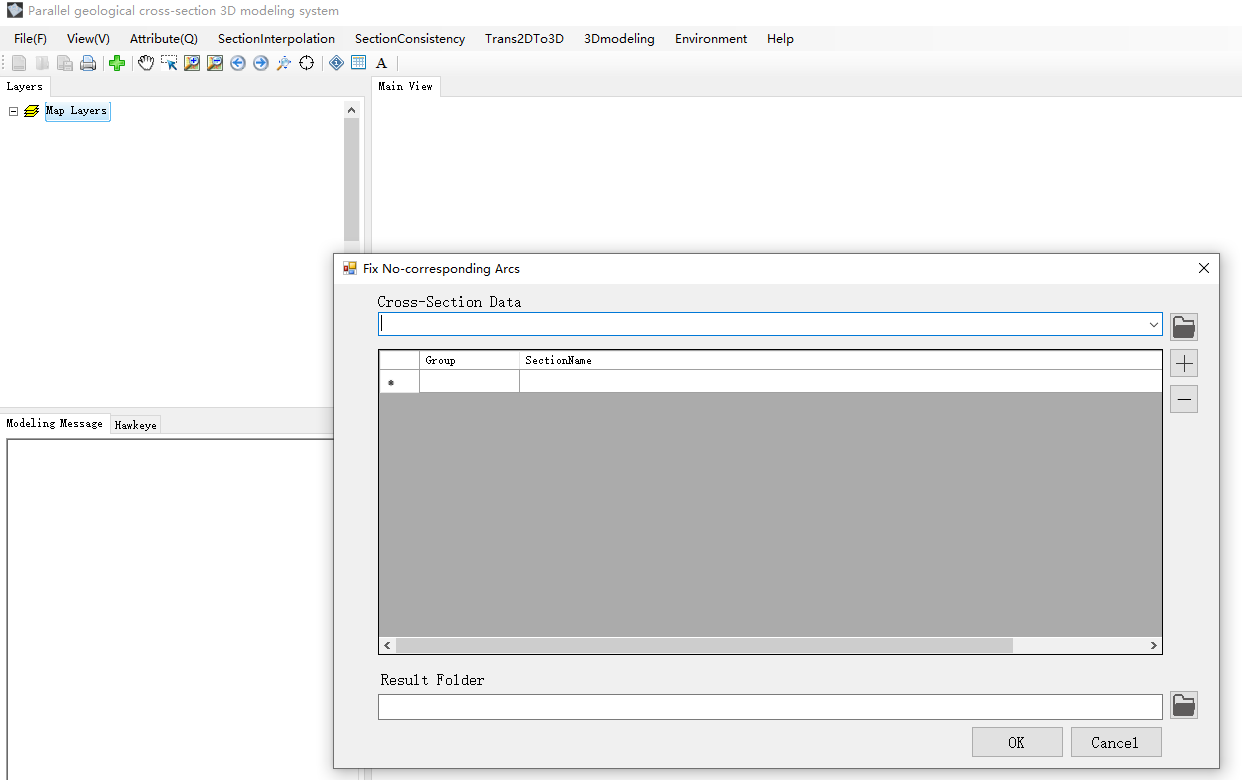 Parallel geological cross-section 3D modeling system
File(F) View(V) Attribute(Q) SectionInterpolation SectionConsistency Trans2DTo3D 3Dmodeling Environment Help
A
Layers
Main View
Map Layers
Fix No-corresponding Arcs
Cross-Section Data
Group SectionName
*
Modeling Message Hawkeye
Result Folder
OK Cancel